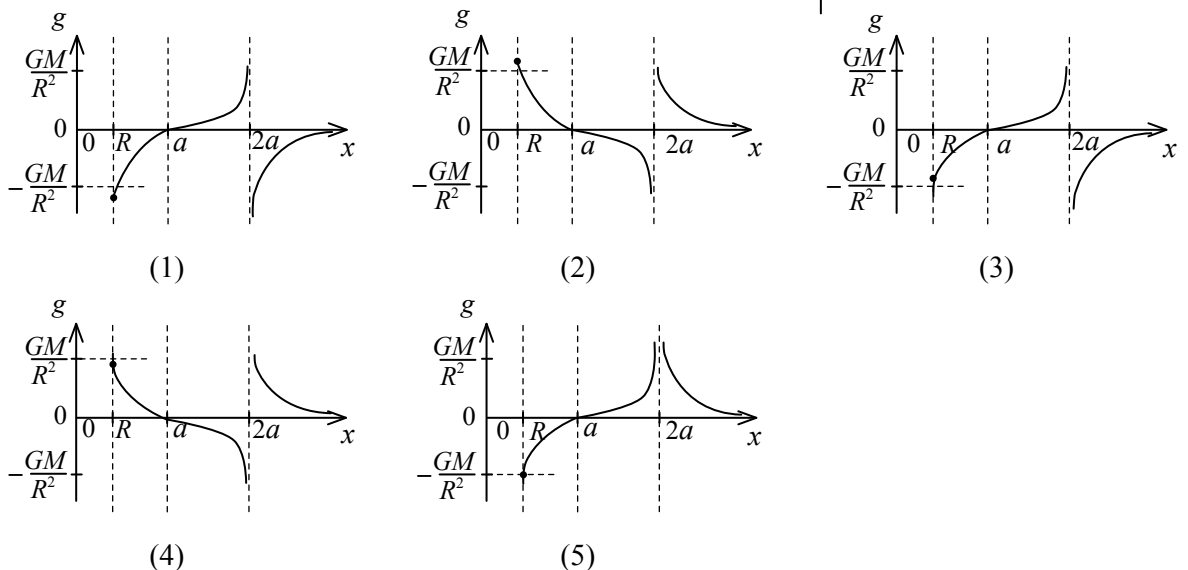 g g g
GM/R² GM/R² GM/R²
0 0 R a 2a x 0 0 R a 2a x 0 0 R a 2a x
−GM/R² −GM/R² −GM/R²
(1) (2) (3)
g g
GM/R² GM/R²
0 0 R a 2a x 0 0 R a 2a x
−GM/R² −GM/R²
(4) (5)